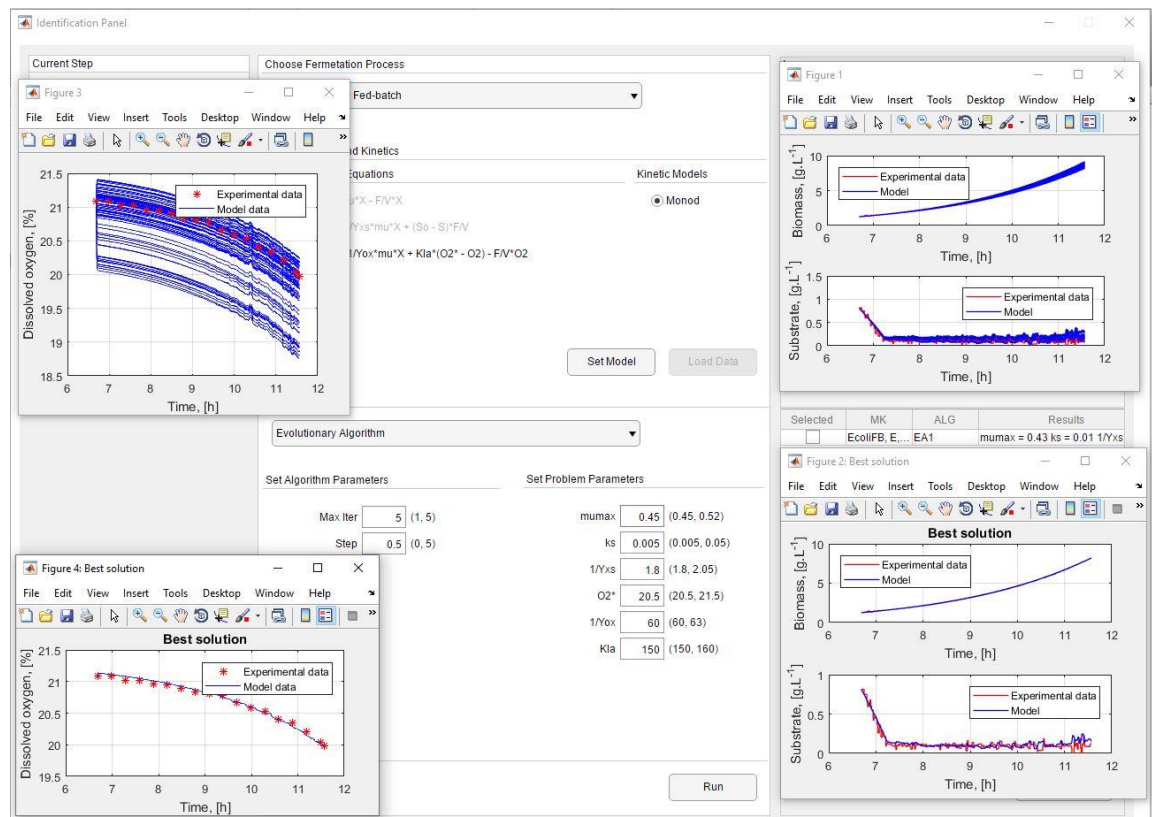 Identification Panel
Current Step
Choose Fermetation Process
Fed-batch
nd Kinetics
Equations
Kinetic Models
u*X - F/V*X
Monod
/Yxs*mu*X + (So - S)*F/V
1/Yox*mu*X + Kla*(O2* - O2) - F/V*O2
Set Model
Load Data
Evolutionary Algorithm
Set Algorithm Parameters
Set Problem Parameters
Max Iter 5 (1, 5)
Step 0.5 (0, 5)
mumax 0.45 (0.45, 0.52)
ks 0.005 (0.005, 0.05)
1/Yxs 1.8 (1.8, 2.05)
O2* 20.5 (20.5, 21.5)
1/Yox 60 (60, 63)
Kla 150 (150, 160)
Run
Selected MK ALG Results
EcoliFB, E,... EA1 mumax = 0.43 ks = 0.01 1/Yxs
Figure 3
File Edit View Insert Tools Desktop Window Help
21.5
21
20.5
20
19.5
19
18.5
Dissolved oxygen, [%]
Experimental data
Model data
6 7 8 9 10 11 12
Time, [h]
Figure 1
File Edit View Insert Tools Desktop Window Help
10
5
0
Biomass, [g.L-1]
Experimental data
Model
6 7 8 9 10 11 12
Time, [h]
1.5
1
0.5
0
Substrate, [g.L-1]
Experimental data
Model
6 7 8 9 10 11 12
Time, [h]
Figure 4: Best solution
File Edit View Insert Tools Desktop Window Help
Best solution
21.5
21
20.5
20
19.5
Dissolved oxygen, [%]
Experimental data
Model data
6 7 8 9 10 11 12
Time, [h]
Figure 2: Best solution
File Edit View Insert Tools Desktop Window Help
Best solution
10
5
0
Biomass, [g.L-1]
Experimental data
Model
6 7 8 9 10 11 12
Time, [h]
1
0.5
0
Substrate, [g.L-1]
Experimental data
Model
6 7 8 9 10 11 12
Time, [h]